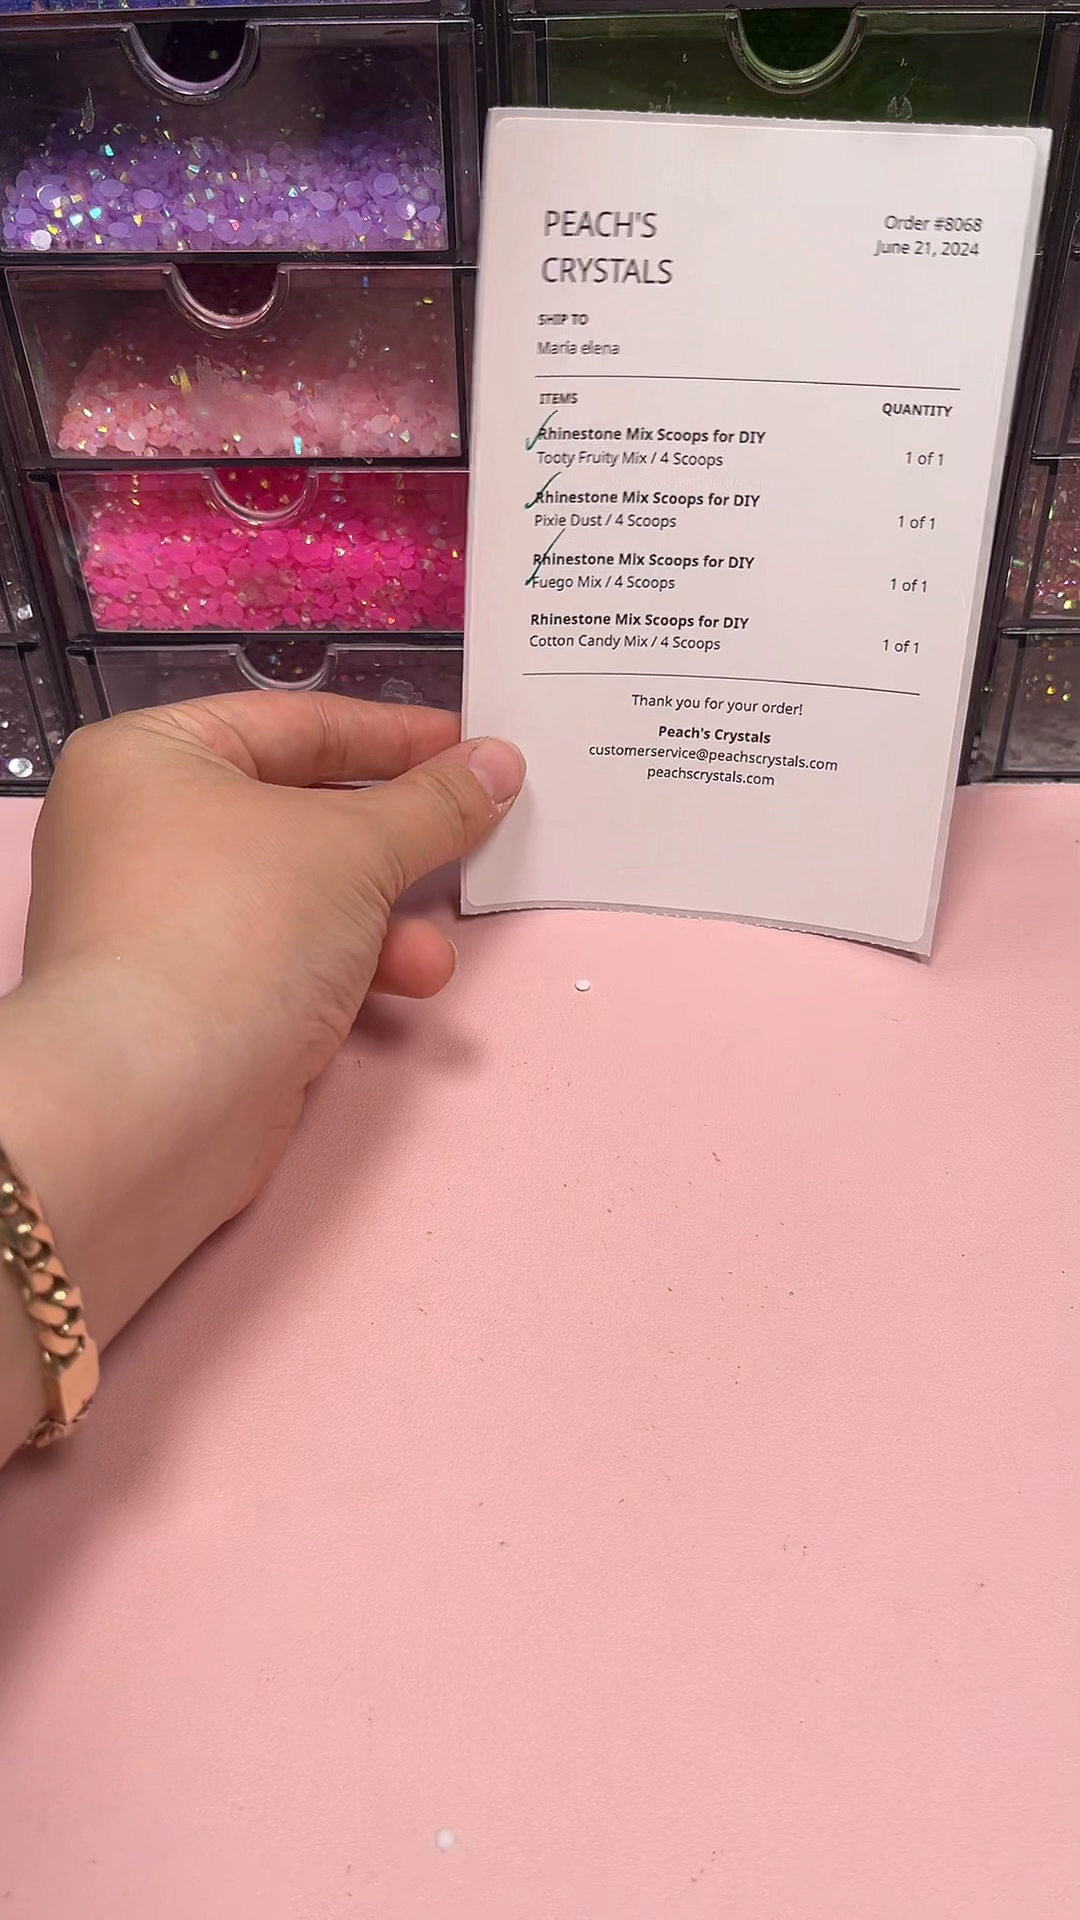 PEACH'S
CRYSTALS
Order #8068
June 21, 2024
SHIP TO
María elena
ITEMS
QUANTITY
Rhinestone Mix Scoops for DIY
Tooty Fruity Mix / 4 Scoops
1 of 1
Rhinestone Mix Scoops for DIY
Pixie Dust / 4 Scoops
1 of 1
Rhinestone Mix Scoops for DIY
Fuego Mix / 4 Scoops
1 of 1
Rhinestone Mix Scoops for DIY
Cotton Candy Mix / 4 Scoops
1 of 1
Thank you for your order!
Peach's Crystals
customerservice@peachscrystals.com
peachscrystals.com